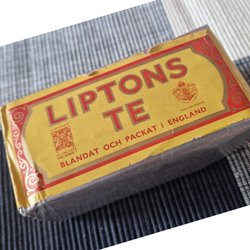 LIPTONS
TE
BLANDAT OCH PACKAT I ENGLAND